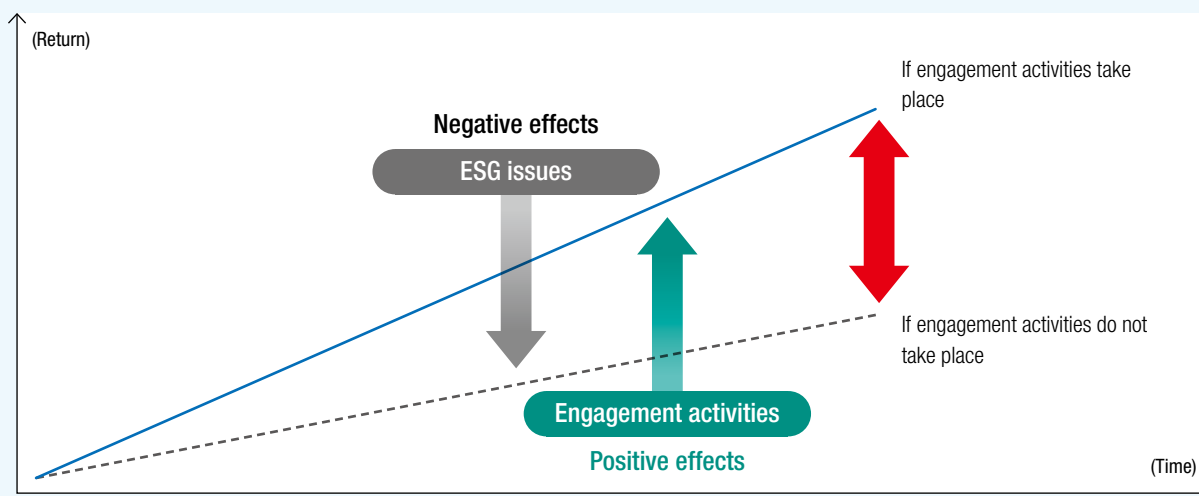 (Return)
If engagement activities take
place
Negative effects
ESG issues
If engagement activities do not
take place
Engagement activities
Positive effects
(Time)